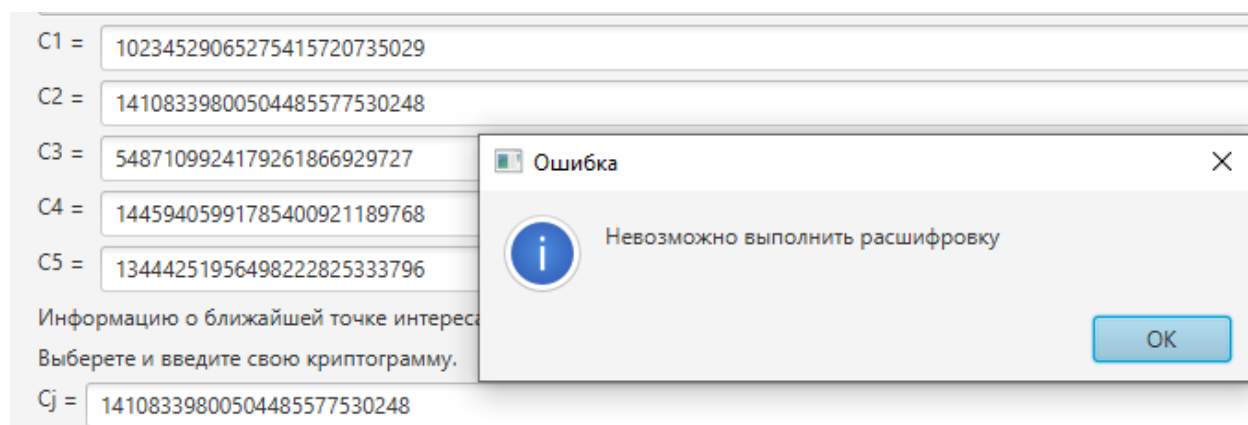 C1 = 10234529065275415720735029
C2 = 14108339800504485577530248
C3 = 5487109924179261866929727
C4 = 14459405991785400921189768
C5 = 13444251956498222825333796
Ошибка
Невозможно выполнить расшифровку
OK
Информацию о ближайшей точке интереса
Выберете и введите свою криптограмму.
Cj = 14108339800504485577530248